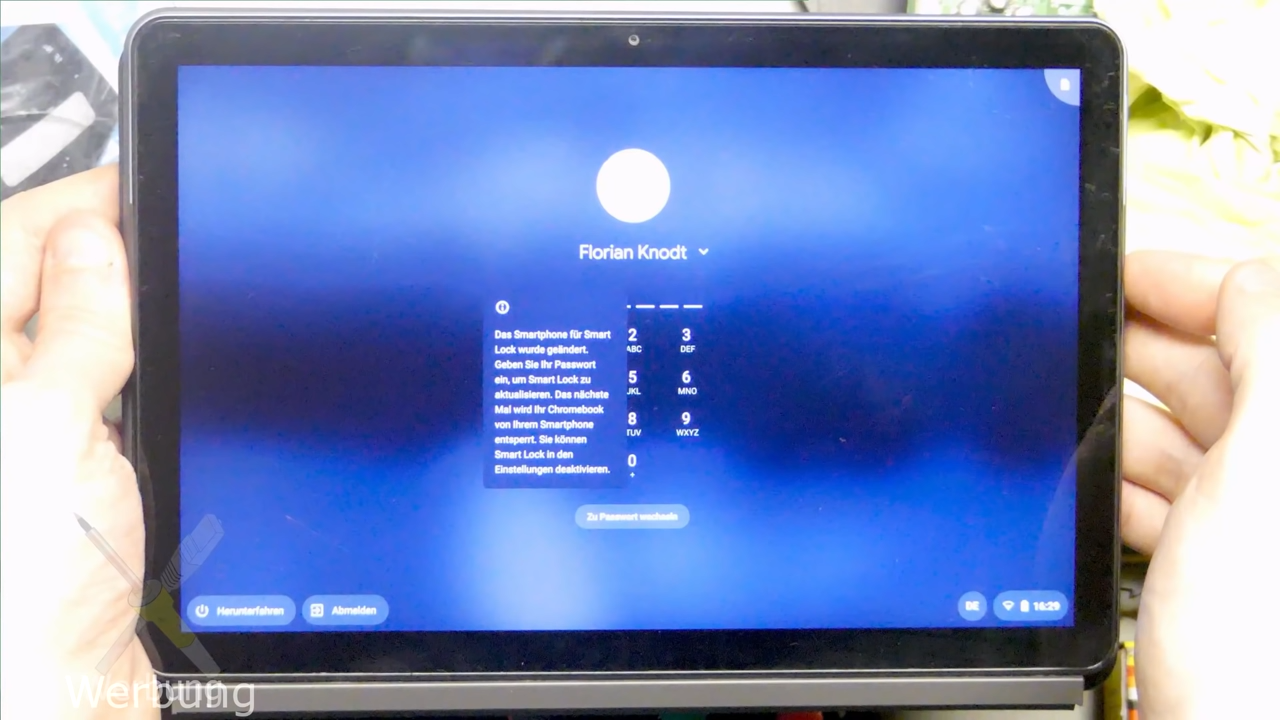 Florian Knodt
Das Smartphone für Smart
Lock wurde geändert.
Geben Sie Ihr Passwort
ein, um Smart Lock zu
aktualisieren. Das nächste
Mal wird Ihr Chromebook
von Ihrem Smartphone
entsperrt. Sie können
Smart Lock in den
Einstellungen deaktivieren.
2 3
ABC DEF
5 6
JKL MNO
8 9
TUV WXYZ
0
+
Zu Passwort wechseln
Herunterfahren Abmelden DE 16:29
Werbung